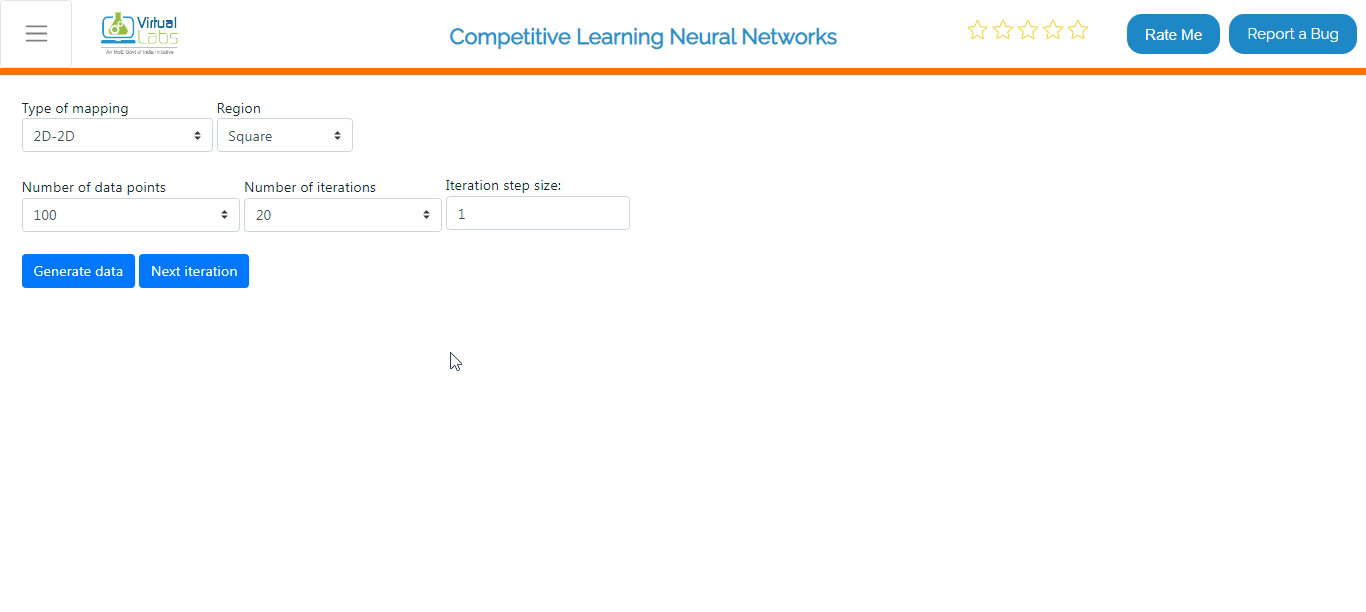 Virtual
Labs
An MoE Govt of India Initiative
Competitive Learning Neural Networks
Rate Me
Report a Bug
Type of mapping
Region
2D-2D
Square
Number of data points
Number of iterations
Iteration step size:
100
20
1
Generate data
Next iteration